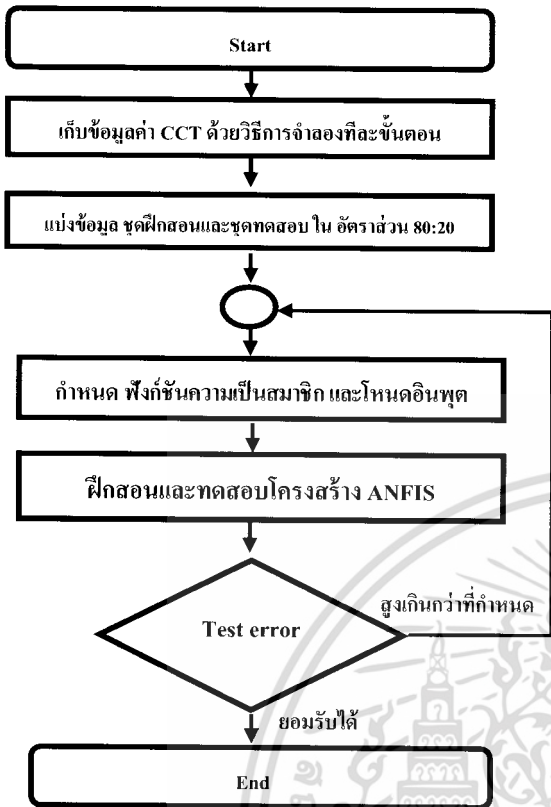 Start
เก็บข้อมูลค่า CCT ด้วยวิธีการจำลองทีละขั้นตอน
แบ่งข้อมูล ชุดฝึกสอนและชุดทดสอบ ใน อัตราส่วน 80:20
กำหนด ฟังก์ชันความเป็นสมาชิก และโหนดอินพุต
ฝึกสอนและทดสอบโครงสร้าง ANFIS
Test error
สูงเกินกว่าที่กำหนด
ยอมรับได้
End